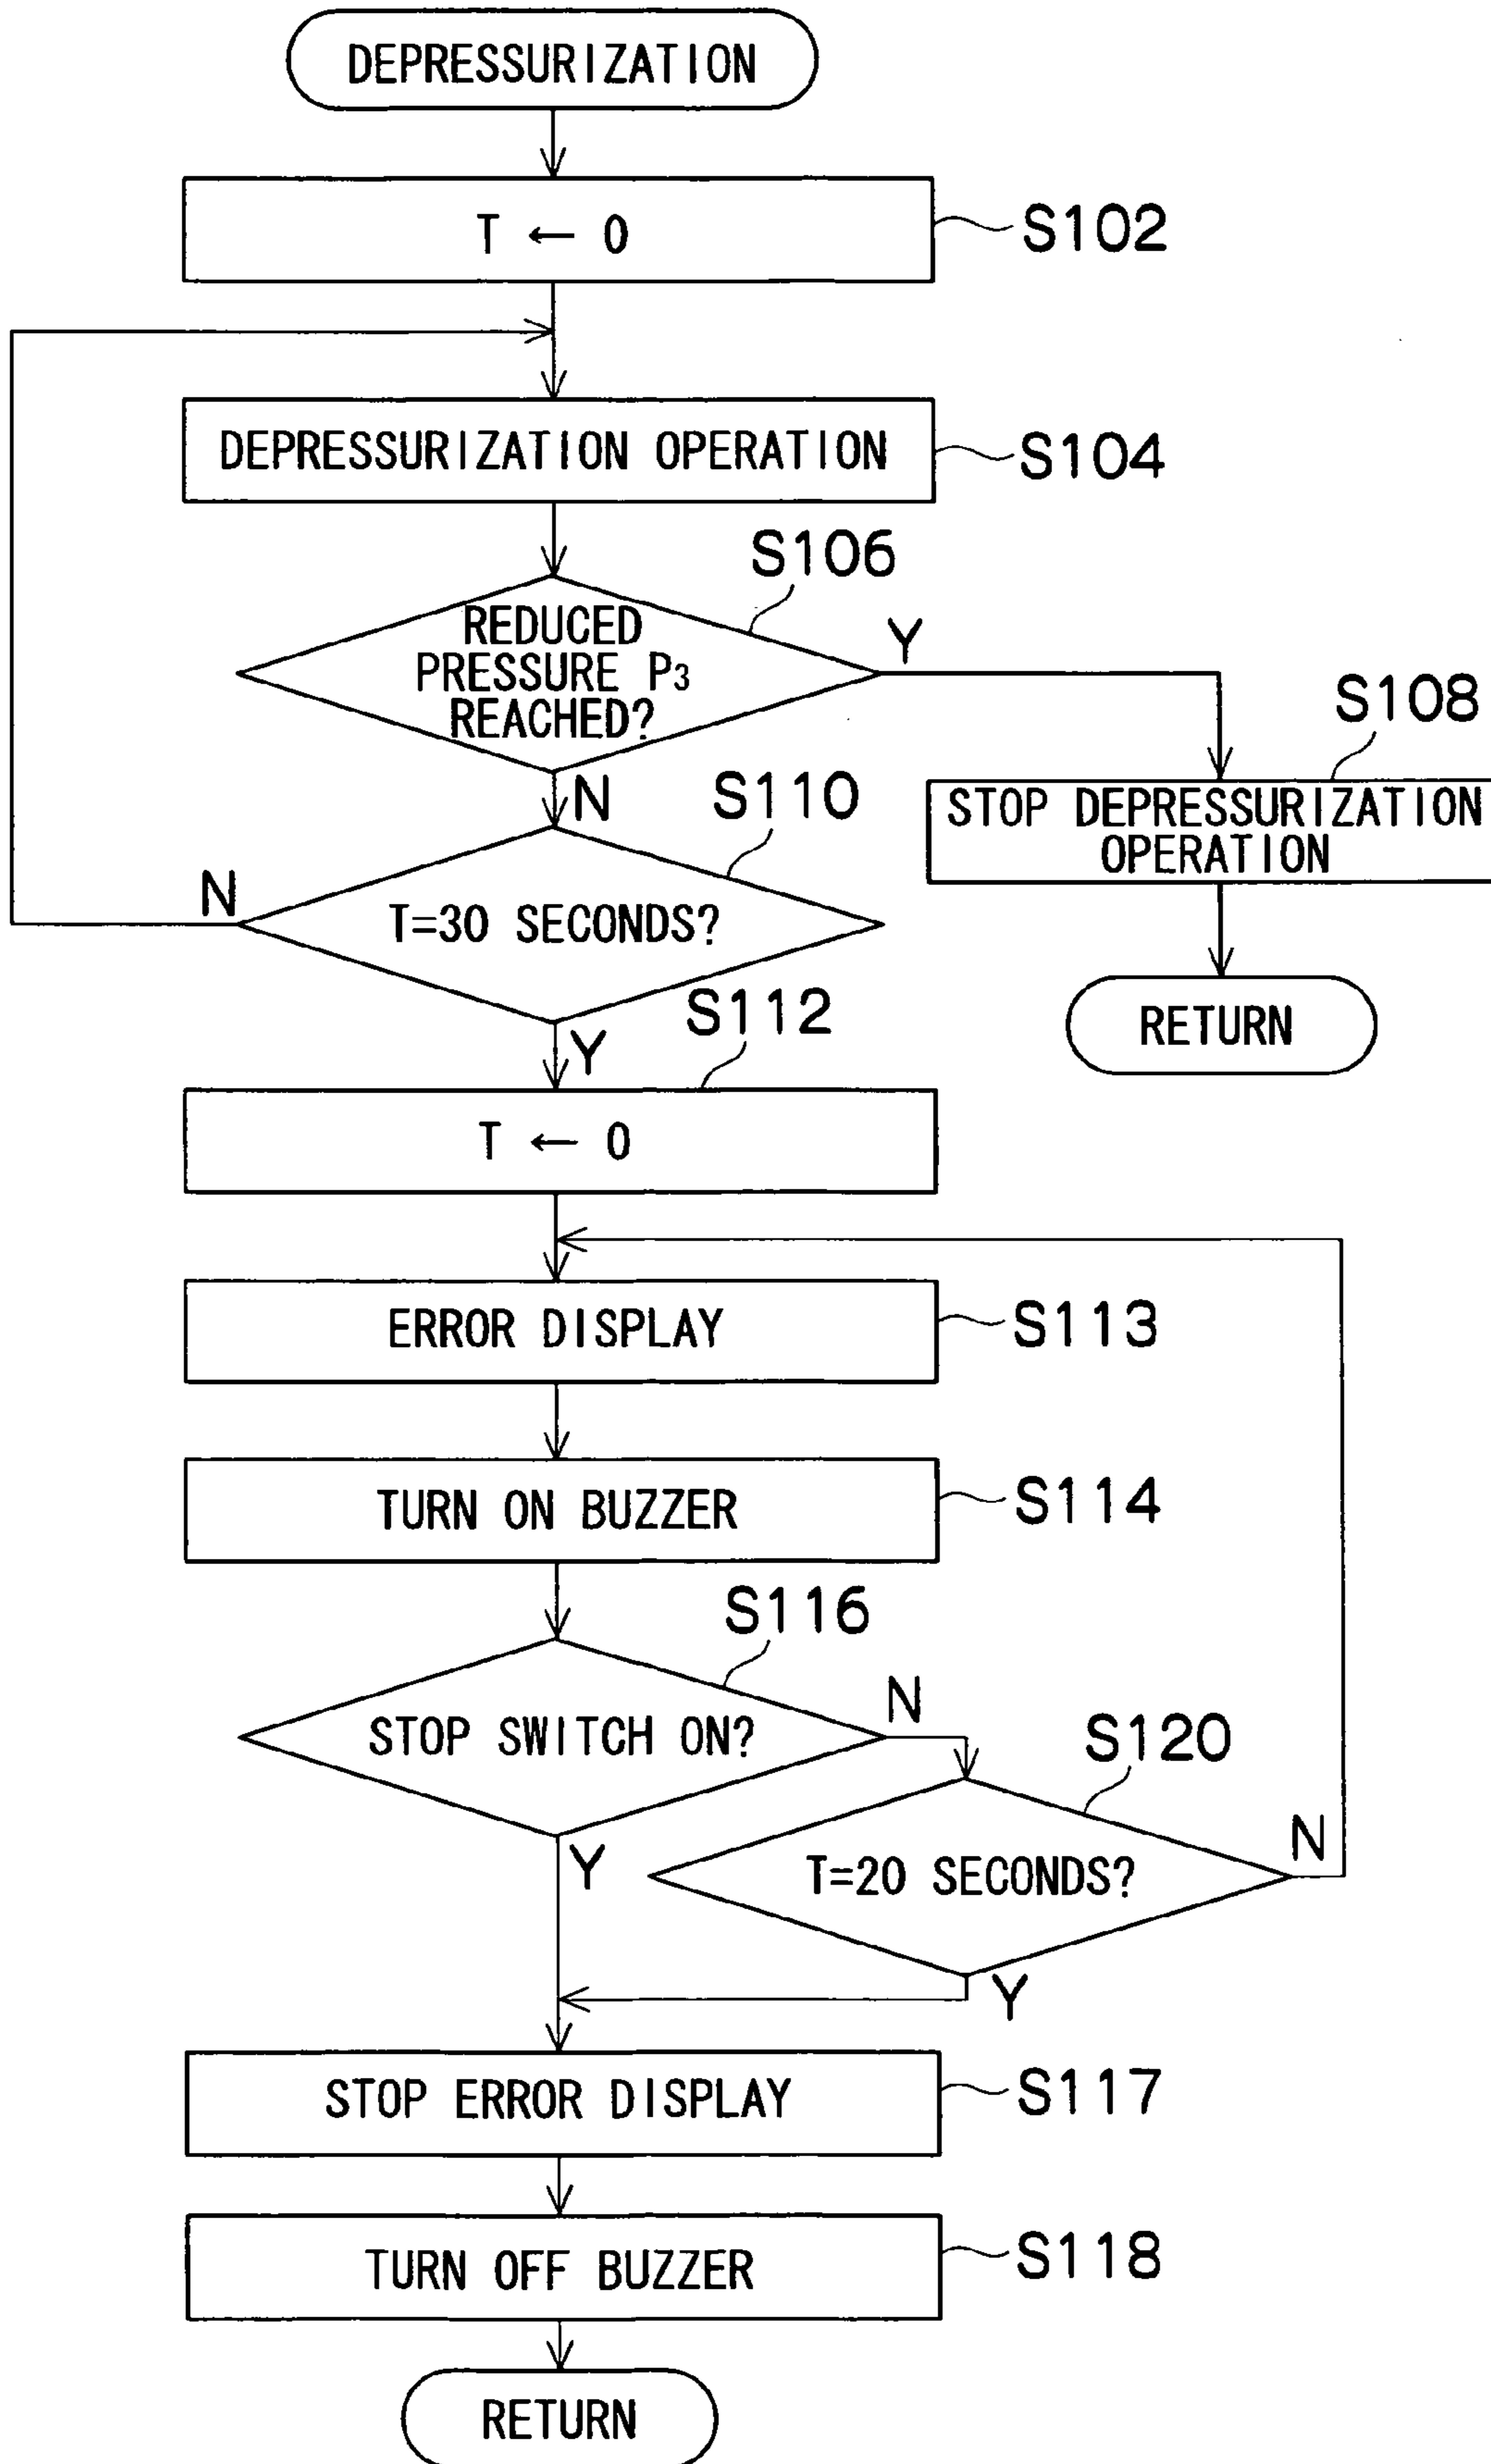 DEPRESSURIZATION
T ← 0
S102
DEPRESSURIZATION OPERATION
S104
S106
REDUCED
PRESSURE P3
REACHED?
Y
S108
STOP DEPRESSURIZATION
OPERATION
RETURN
N
S110
T=30 SECONDS?
N
Y
S112
T ← 0
ERROR DISPLAY
S113
TURN ON BUZZER
S114
S116
STOP SWITCH ON?
N
Y
S120
T=20 SECONDS?
N
Y
STOP ERROR DISPLAY
S117
TURN OFF BUZZER
S118
RETURN